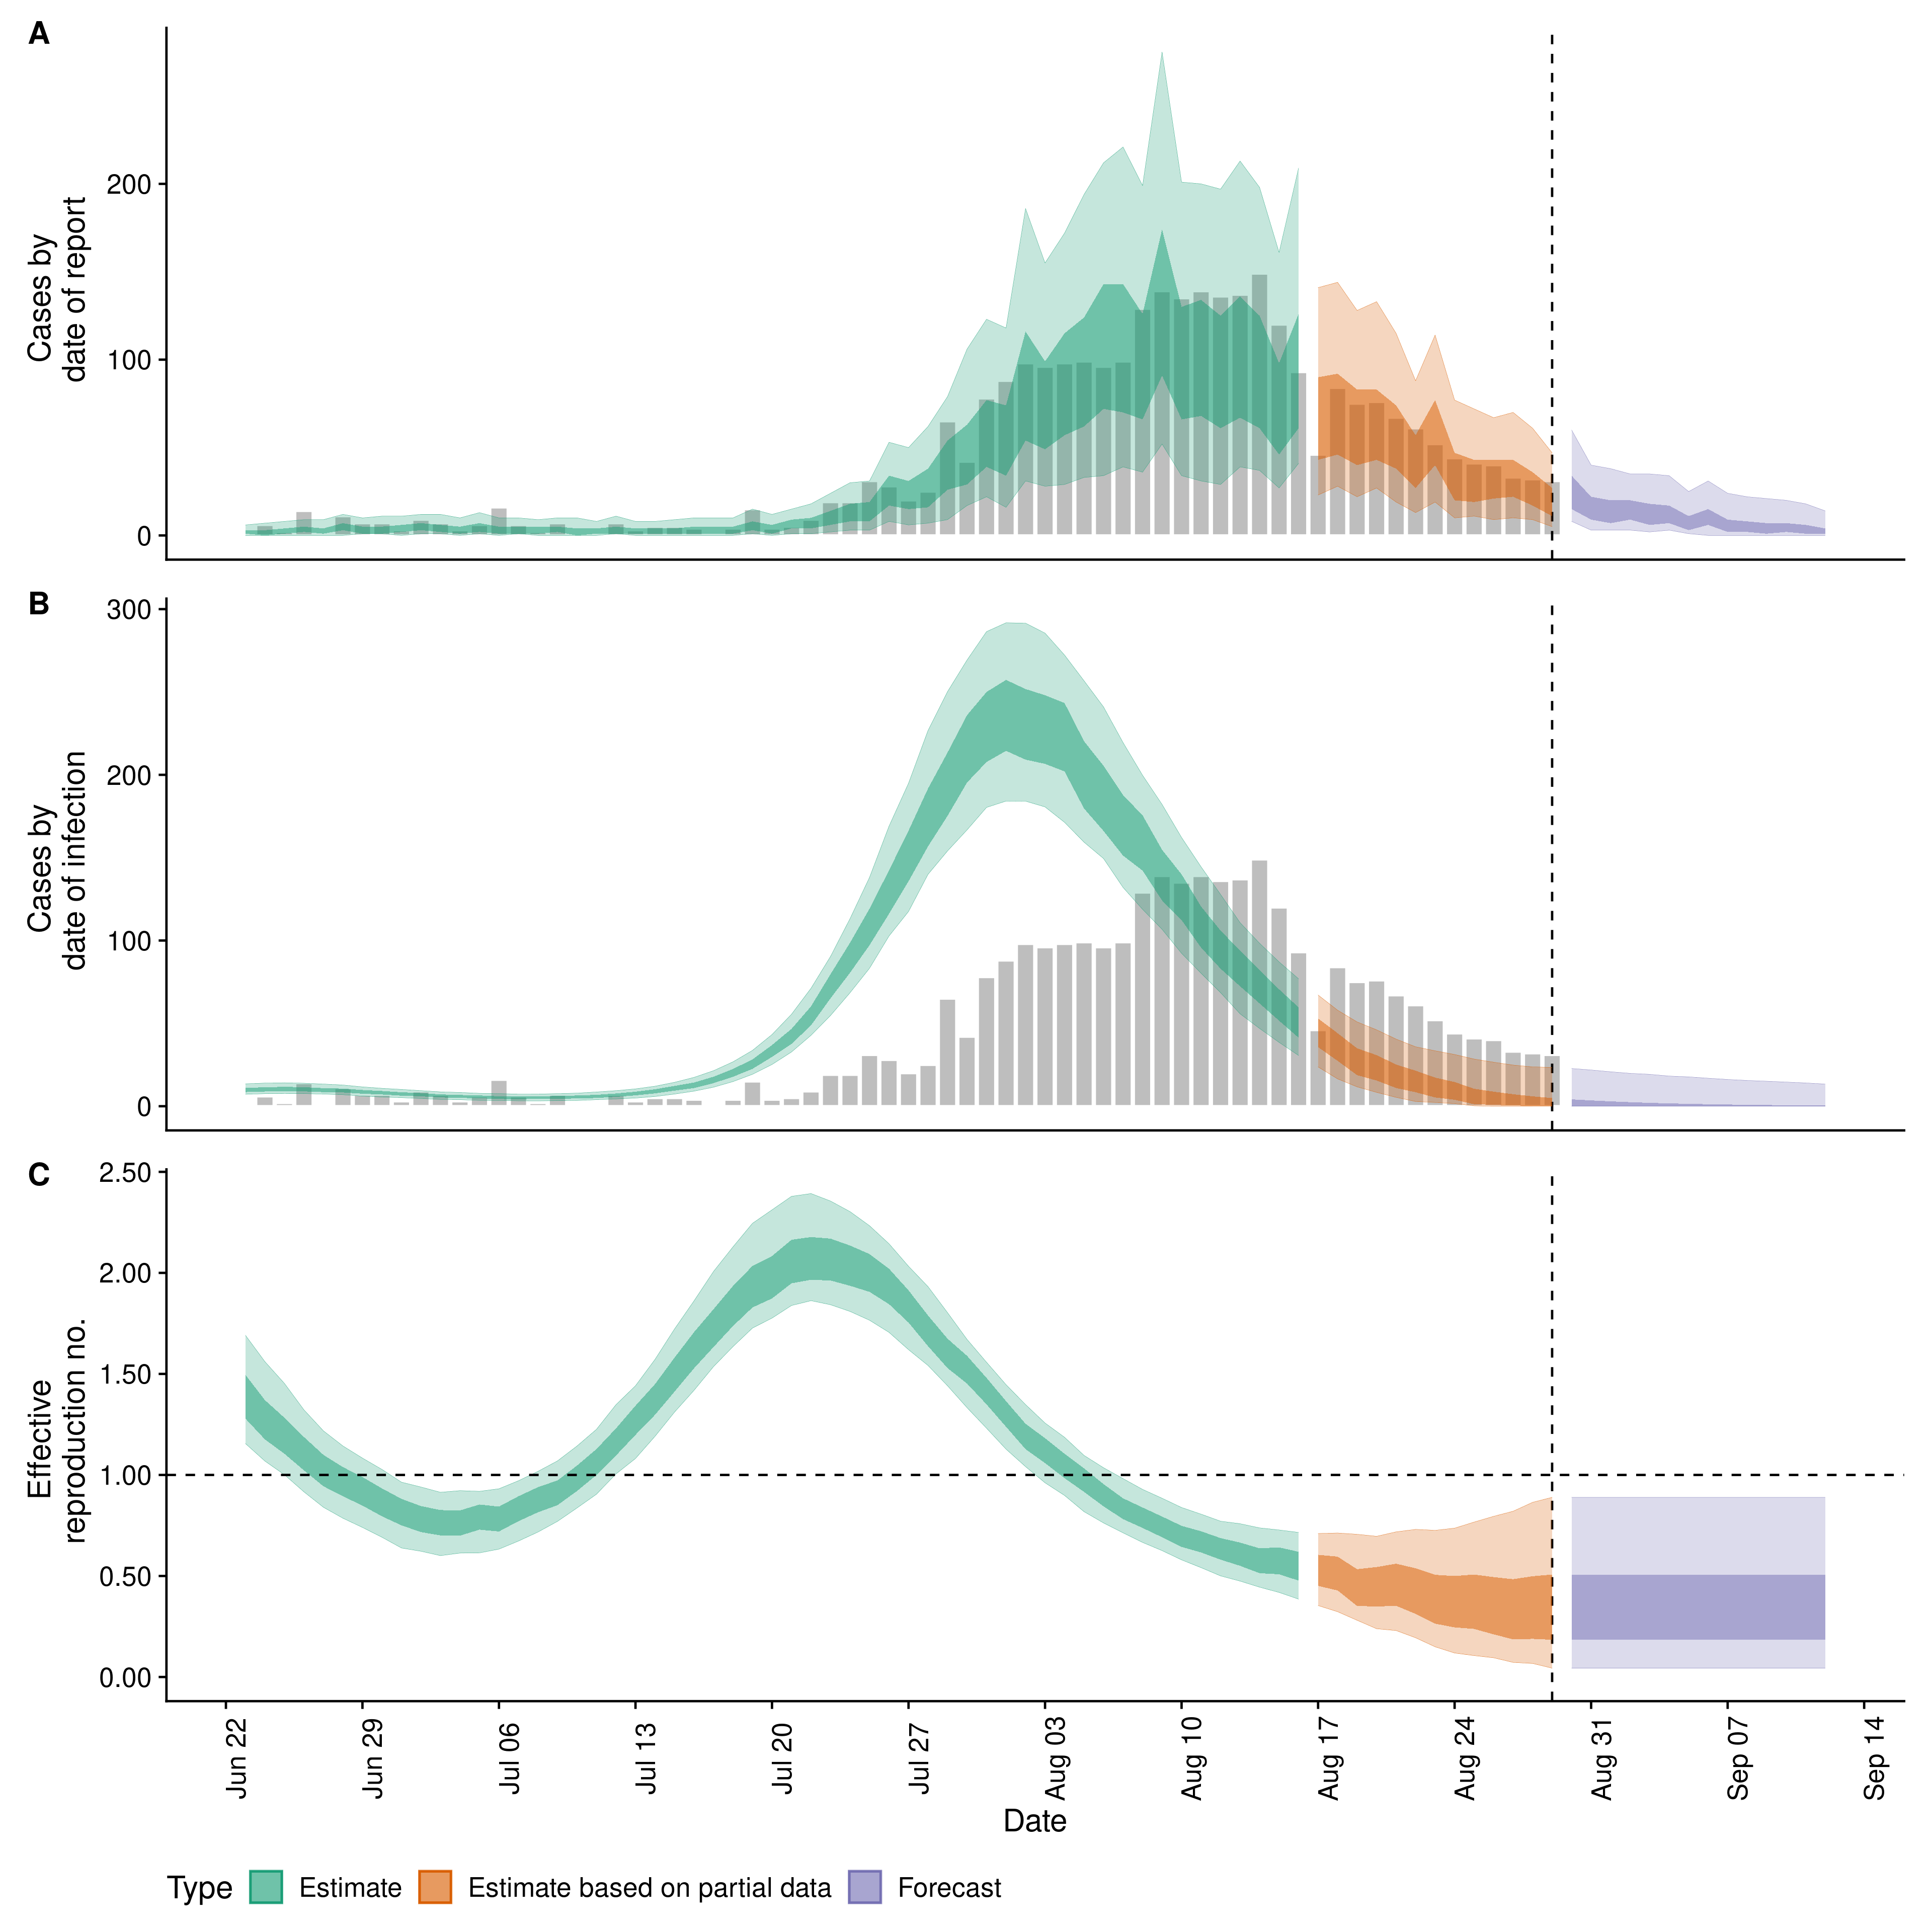 A
Cases by
date of report
200
100
0
B
Cases by
date of infection
300
200
100
0
C
Effective
reproduction no.
2.50
2.00
1.50
1.00
0.50
0.00
Jun 22
Jun 29
Jul 06
Jul 13
Jul 20
Jul 27
Aug 03
Aug 10
Aug 17
Aug 24
Aug 31
Sep 07
Sep 14
Date
Type Estimate Estimate based on partial data Forecast